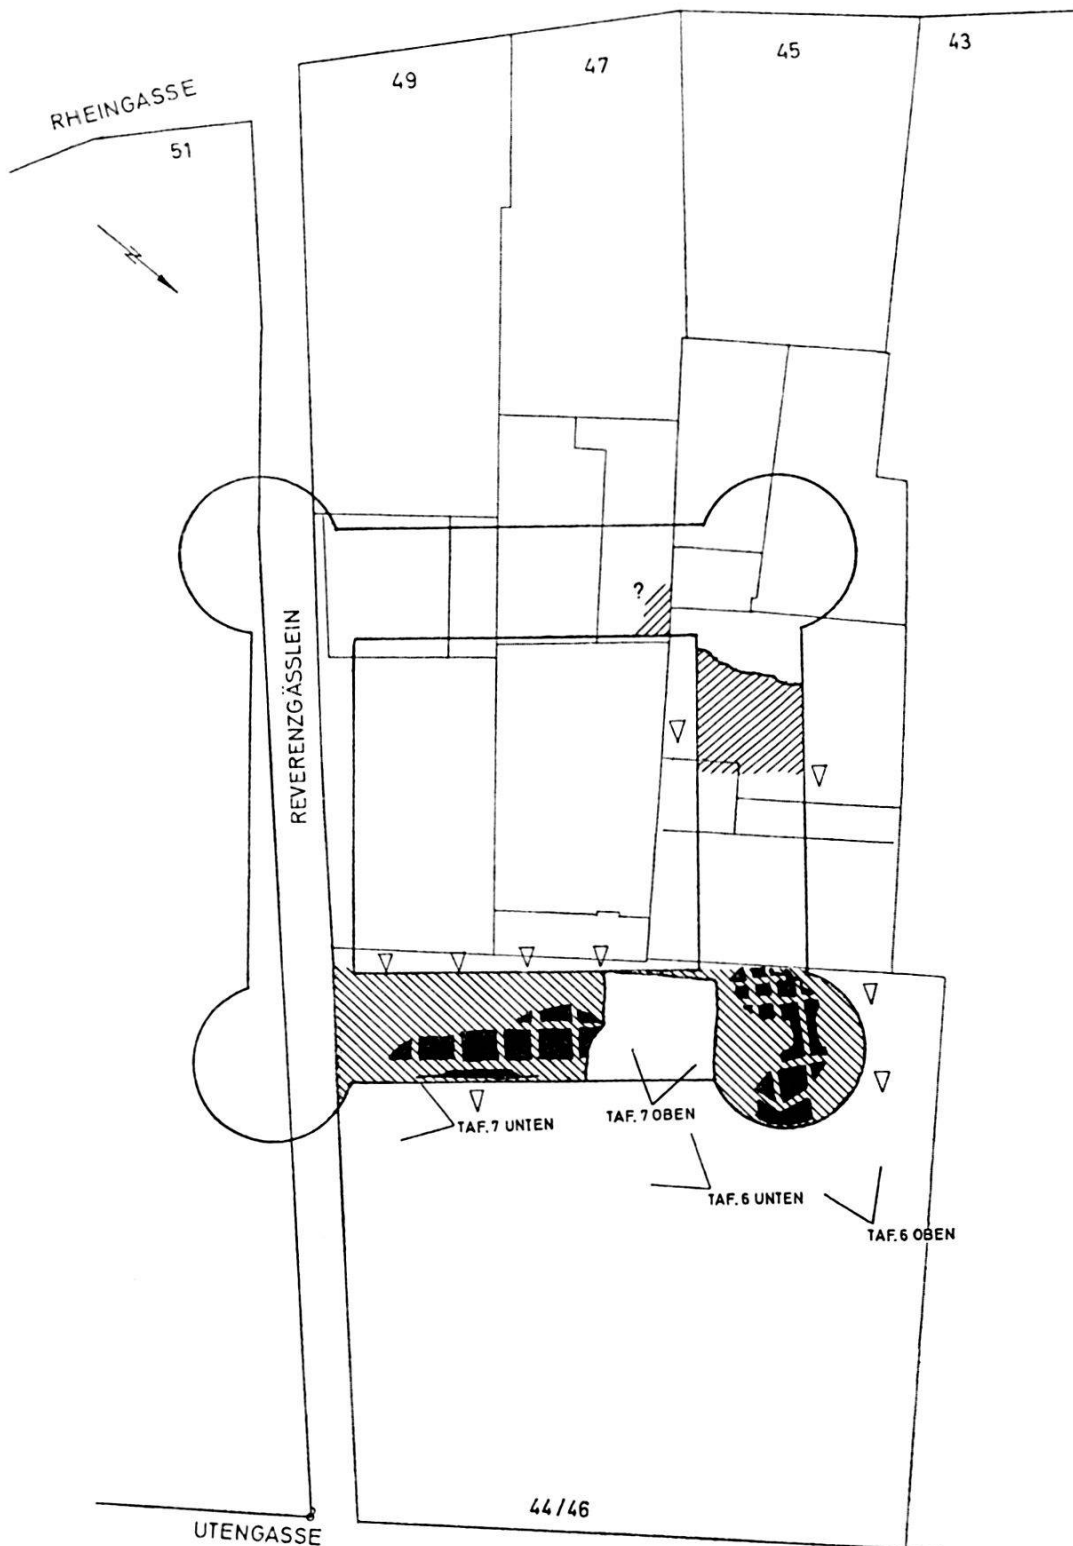 43
45
47
49
RHEINGASSE
51
N
?
REVERENZGÄSSLEIN
TAF. 7 UNTEN
TAF. 7 OBEN
TAF. 6 UNTEN
TAF. 6 OBEN
44/46
UTENGASSE